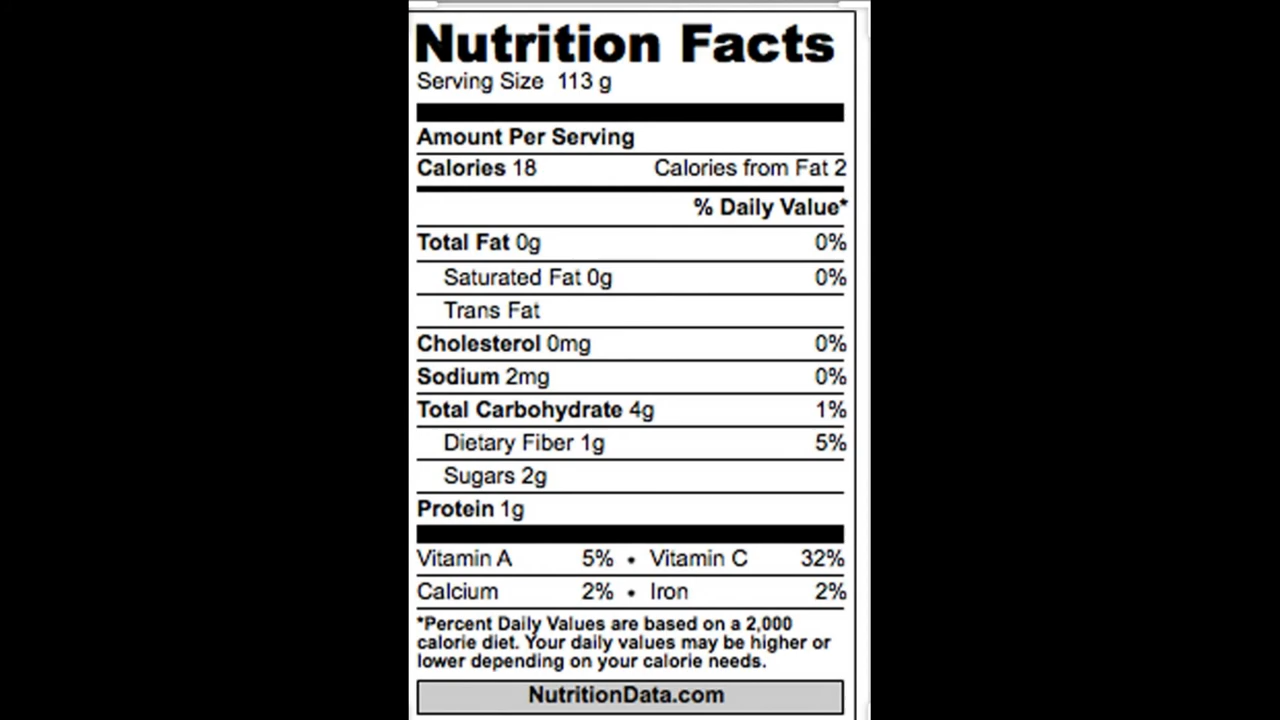 Nutrition Facts
Serving Size 113 g
Amount Per Serving
Calories 18 Calories from Fat 2
% Daily Value*
Total Fat 0g 0%
Saturated Fat 0g 0%
Trans Fat
Cholesterol 0mg 0%
Sodium 2mg 0%
Total Carbohydrate 4g 1%
Dietary Fiber 1g 5%
Sugars 2g
Protein 1g
Vitamin A 5% • Vitamin C 32%
Calcium 2% • Iron 2%
*Percent Daily Values are based on a 2,000
calorie diet. Your daily values may be higher or
lower depending on your calorie needs.
NutritionData.com